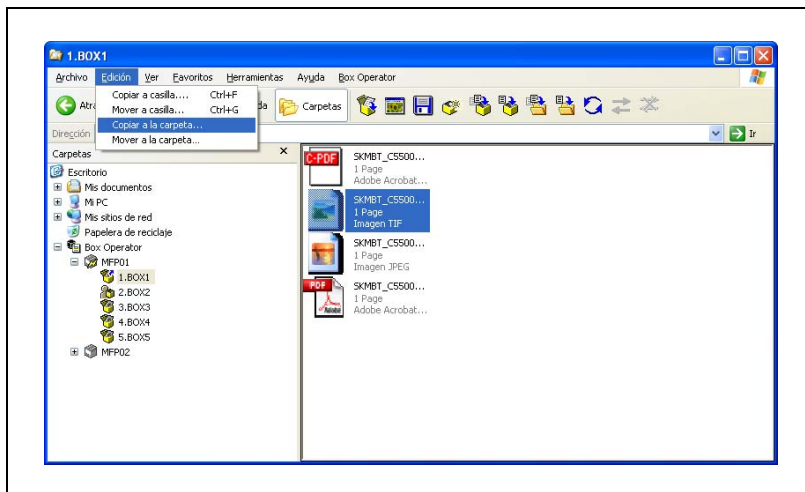 1.BOX1
Archivo Edición Ver Favoritos Herramientas Ayuda Box Operator
Copiar a casilla.... Ctrl+F
Mover a casilla... Ctrl+G
Copiar a la carpeta...
Mover a la carpeta...
Atrá da Carpetas
Dirección Ir
Carpetas
Escritorio
Mis documentos
Mi PC
Mis sitios de red
Papelera de reciclaje
Box Operator
MFP01
1.BOX1
2.BOX2
3.BOX3
4.BOX4
5.BOX5
MFP02
C-PDF SKMBT_C5500...
1 Page
Adobe Acrobat...
SKMBT_C5500...
1 Page
Imagen TIF
SKMBT_C5500...
1 Page
Imagen JPEG
PDF SKMBT_C5500...
1 Page
Adobe Adobe Acrobat...